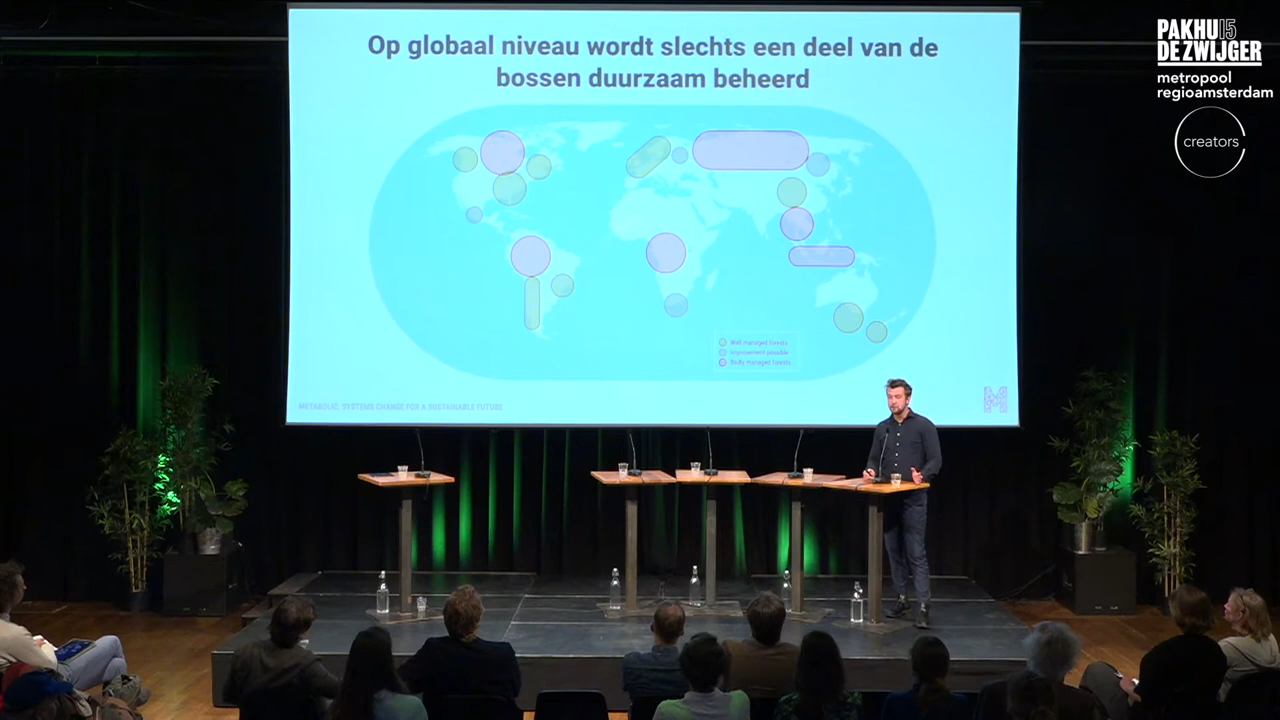 Op globaal niveau wordt slechts een deel van de
bossen duurzaam beheerd
Well managed forests
Improvement possible
Badly managed forests
METABOLIC, SYSTEMS CHANGE FOR A SUSTAINABLE FUTURE
M
PAKHU15
DE ZWIJGER
metropool
regioamsterdam
creators